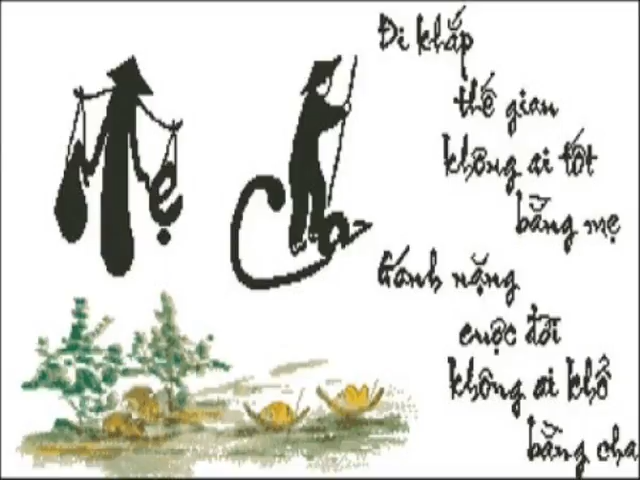 Mẹ Cha
Đi khắp
thế gian
không ai tốt
bằng mẹ
Gánh nặng
cuộc đời
không ai khổ
bằng cha